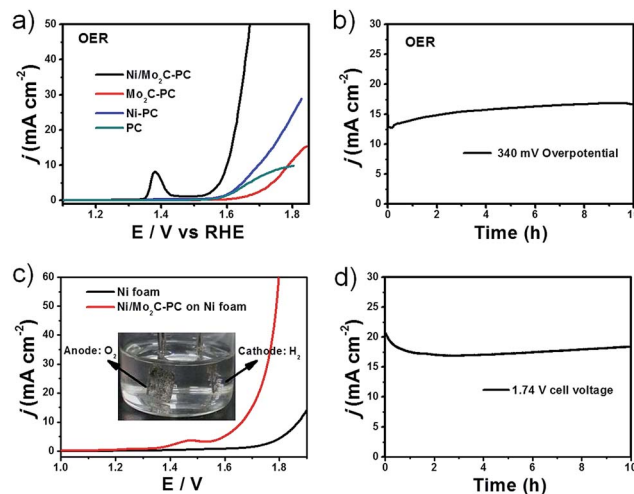 a)
OER
Ni/Mo₂C-PC
Mo₂C-PC
Ni-PC
PC
50
40
30
20
10
0
j (mA cm⁻²)
1.2
1.4
1.6
1.8
E / V vs RHE
b)
OER
340 mV Overpotential
30
25
20
15
10
5
0
j (mA cm⁻²)
0
2
4
6
8
10
Time (h)
c)
Ni foam
Ni/Mo₂C-PC on Ni foam
Anode: O₂
Cathode: H₂
60
50
40
30
20
10
0
j (mA cm⁻²)
1.0
1.2
1.4
1.6
1.8
E / V
d)
1.74 V cell voltage
30
25
20
15
10
5
0
j (mA cm⁻²)
0
2
4
6
8
10
Time (h)